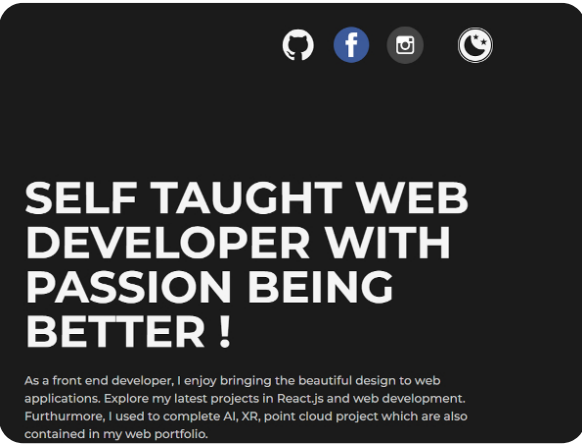 SELF TAUGHT WEB
DEVELOPER WITH
PASSION BEING
BETTER !
As a front end developer, I enjoy bringing the beautiful design to web
applications. Explore my latest projects in React.js and web development.
Furthurmore, I used to complete AI, XR, point cloud project which are also
contained in my web portfolio.